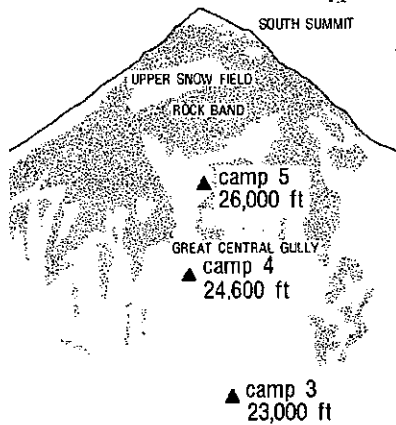 SOUTH SUMMIT
UPPER SNOW FIELD
ROCK BAND
camp 5
26,000 ft
GREAT CENTRAL GULLY
camp 4
24,600 ft
camp 3
23,000 ft